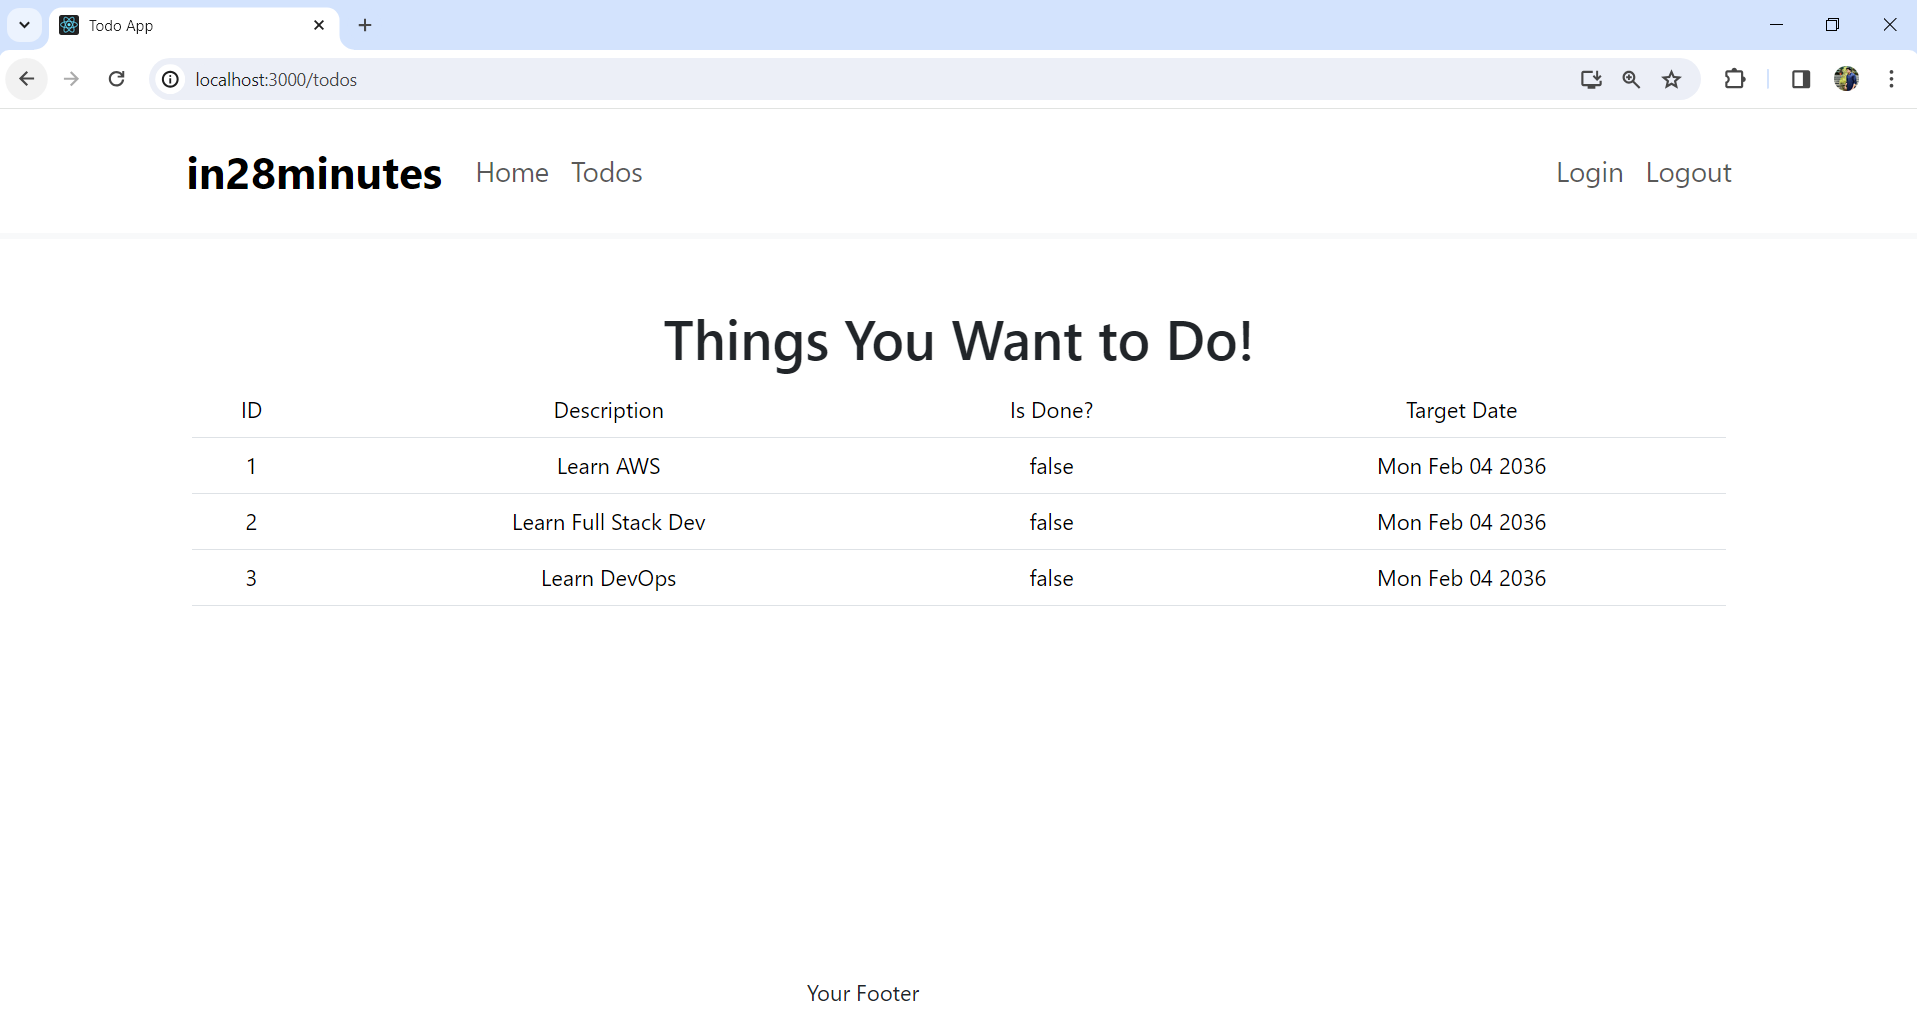 Todo App
localhost:3000/todos
in28minutes Home Todos Login Logout
Things You Want to Do!
ID Description Is Done? Target Date
1 Learn AWS false Mon Feb 04 2036
2 Learn Full Stack Dev false Mon Feb 04 2036
3 Learn DevOps false Mon Feb 04 2036
Your Footer